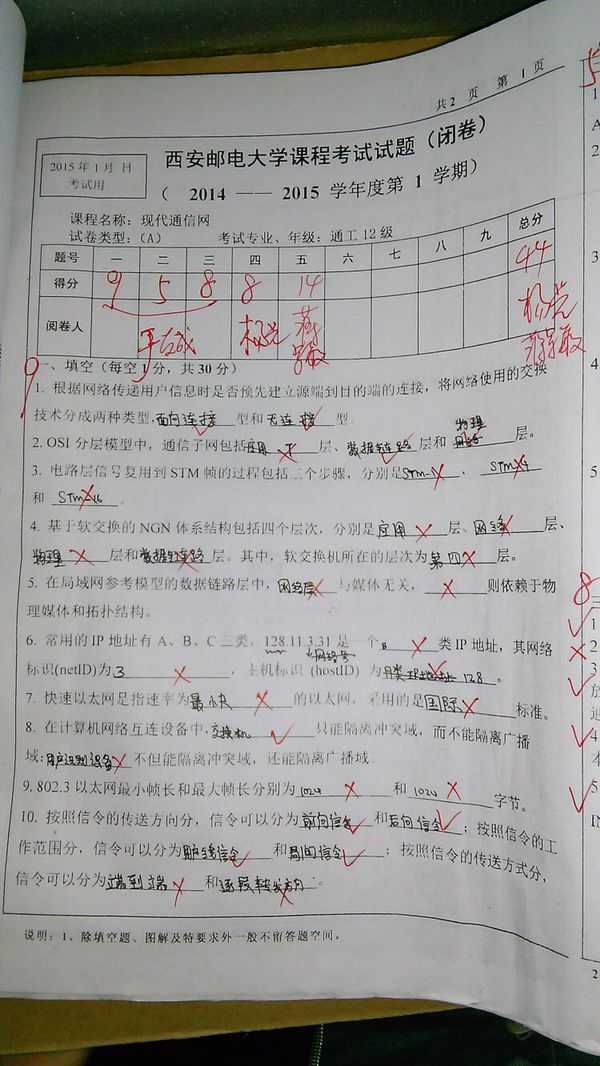 共2 页 第 1 页
2015 年 1 月 日
考试用
西安邮电大学课程考试试题（闭卷）
（ 2014 —— 2015 学年度第 1 学期）
课程名称：现代通信网
试卷类型：（A） 考试专业、年级：通工12级
题号 一 二 三 四 五 六 七 八 九 总分
得分 9 5 8 8 14 44
阅卷人
9
一、填空（每空1分，共30分）
1. 根据网络传递用户信息时是否预先建立源端到目的端的连接，将网络使用的交换
技术分成两种类型，面向连接 型和无连接 型。
2. OSI 分层模型中，通信子网包括 层、数据链路 层和 物理 层。
3. 电路层信号复用到 STM 帧的过程包括三个步骤，分别是STM-1 、 STM-4
和 STM-16 。
4. 基于软交换的 NGN 体系结构包括四个层次，分别是应用 层、网络 层、
物理 层和数据链路 层。其中，软交换机所在的层次为第四 层。
5. 在局域网参考模型的数据链路层中，网络层 与媒体无关， 则依赖于物
理媒体和拓扑结构。
6. 常用的 IP 地址有 A、B、C 三类，128.11.3.31 是一个 B 类 IP 地址，其网络
网络号
标识(netID)为 3 ，主机标识 (hostID) 为 128 。
7. 快速以太网是指速率为 最小快 的以太网，采用的是国际 标准。
8. 在计算机网络互连设备中，交换机 只能隔离冲突域，而不能隔离广播
域；用户识别设备 不但能隔离冲突域，还能隔离广播域
9. 802.3 以太网最小帧长和最大帧长分别为 1024 和 1024 字节。
10. 按照信令的传送方向分，信令可以分为 前向信令 和后向信令 ；按照信令的工
作范围分，信令可以分为用户线信令 和局间信令 ；按照信令的传送方式分，
信令可以分为端到端 和逐段转发方向 。
说明：1、除填空题、图解及特要求外一般不留答题空间。